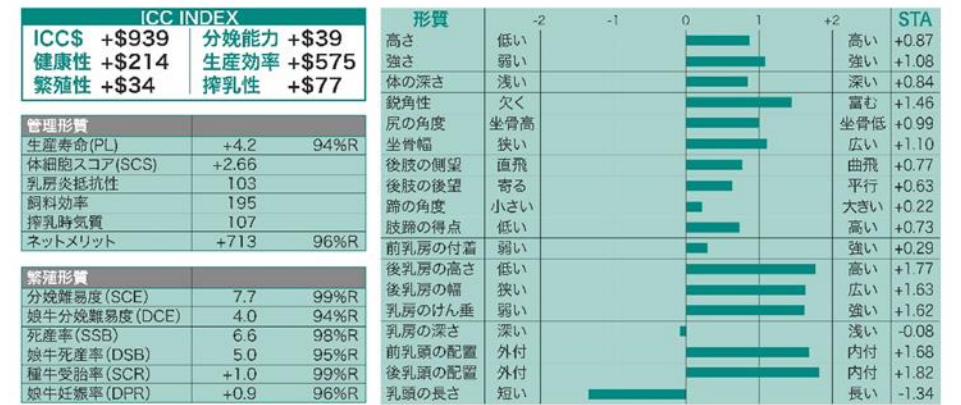 ICC INDEX
ICC$ +$939 分娩能力 +$39
健康性 +$214 生産効率 +$575
繁殖性 +$34 搾乳性 +$77
管理形質
生産寿命(PL) +4.2 94%R
体細胞スコア(SCS) +2.66
乳房炎抵抗性 103
飼料効率 195
搾乳時気質 107
ネットメリット +713 96%R
繁殖形質
分娩難易度(SCE) 7.7 99%R
娘牛分娩難易度(DCE) 4.0 94%R
死産率(SSB) 6.6 98%R
娘牛死産率(DSB) 5.0 95%R
種牛受胎率(SCR) +1.0 99%R
娘牛妊娠率(DPR) +0.9 96%R
形質 -2 -1 0 1 +2 STA
高さ 低い 高い +0.87
強さ 弱い 強い +1.08
体の深さ 浅い 深い +0.84
鋭角性 欠く 富む +1.46
尻の角度 坐骨高 坐骨低 +0.99
坐骨幅 狭い 広い +1.10
後肢の側望 直飛 曲飛 +0.77
後肢の後望 寄る 平行 +0.63
蹄の角度 小さい 大きい +0.22
肢蹄の得点 低い 高い +0.73
前乳房の付着 弱い 強い +0.29
後乳房の高さ 低い 高い +1.77
後乳房の幅 狭い 広い +1.63
乳房のけん垂 弱い 強い +1.62
乳房の深さ 深い 浅い -0.08
前乳頭の配置 外付 内付 +1.68
後乳頭の配置 外付 内付 +1.82
乳頭の長さ 短い 長い -1.34